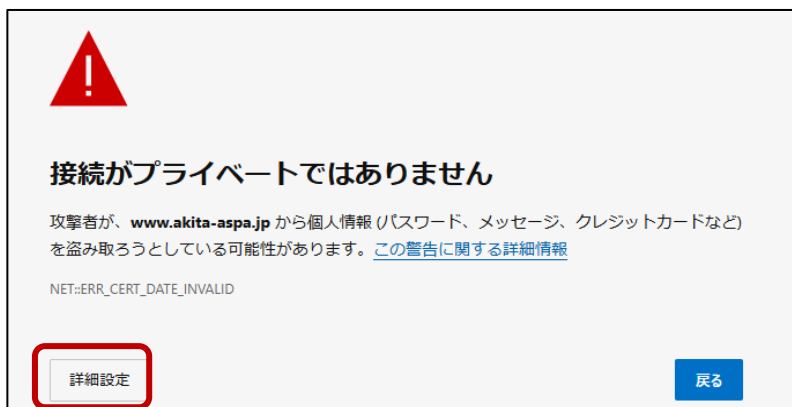 接続がプライベートではありません
攻撃者が、www.akita-aspa.jp から個人情報 (パスワード、メッセージ、クレジットカードなど)
を盗み取ろうとしている可能性があります。この警告に関する詳細情報
NET::ERR_CERT_DATE_INVALID
詳細設定
戻る